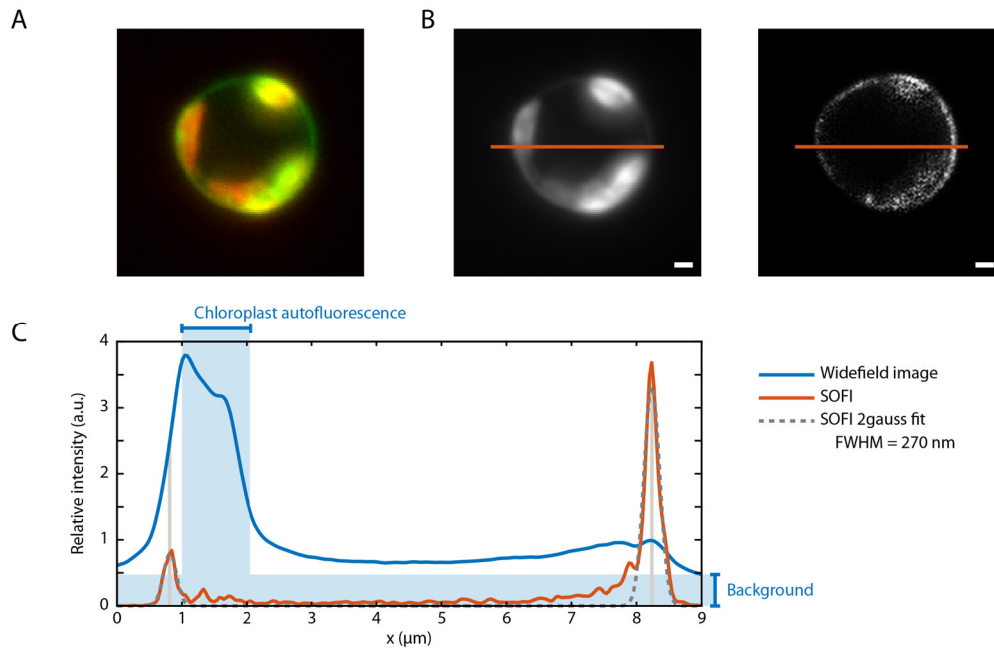 A
B
C
Chloroplast autofluorescence
4
3
2
1
0
Relative intensity (a.u.)
0 1 2 3 4 5 6 7 8 9
x (µm)
Background
Widefield image
SOFI
SOFI 2gauss fit
FWHM = 270 nm